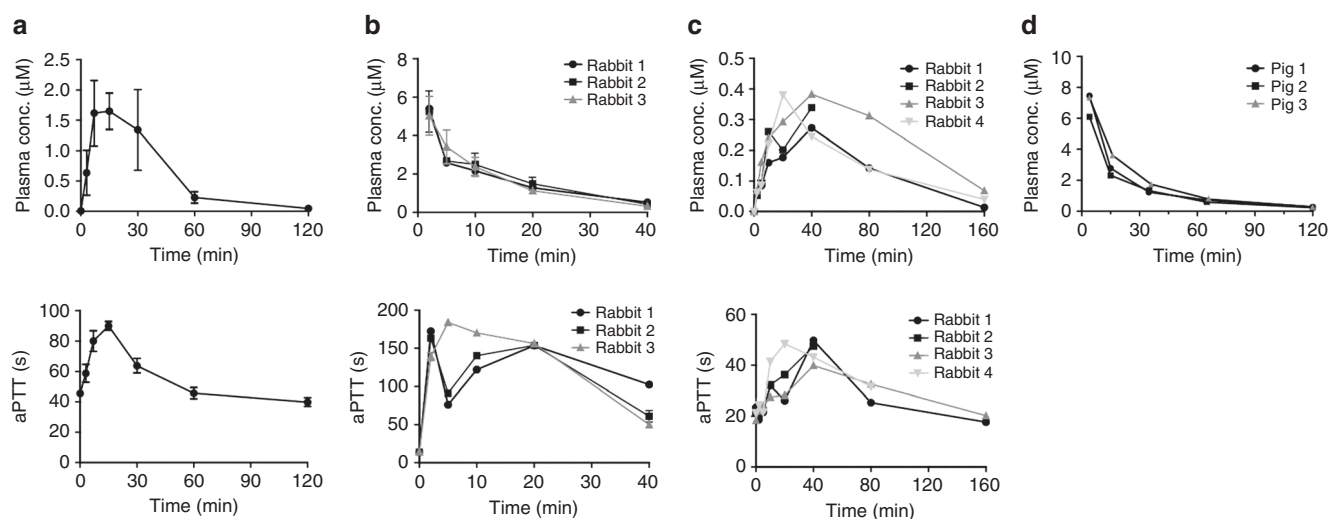 a
Plasma conc. (μM)
2.5
2.0
1.5
1.0
0.5
0.0
0 30 60 90 120
Time (min)
b
Plasma conc. (μM)
8
6
4
2
0
0 10 20 30 40
Time (min)
Rabbit 1
Rabbit 2
Rabbit 3
c
Plasma conc. (μM)
0.5
0.4
0.3
0.2
0.1
0.0
0 40 80 120 160
Time (min)
Rabbit 1
Rabbit 2
Rabbit 3
Rabbit 4
d
Plasma conc. (μM)
10
8
6
4
2
0
0 30 60 90 120
Time (min)
Pig 1
Pig 2
Pig 3
aPTT (s)
100
80
60
40
20
0
0 30 60 90 120
Time (min)
aPTT (s)
200
150
100
50
0
0 10 20 30 40
Time (min)
Rabbit 1
Rabbit 2
Rabbit 3
aPTT (s)
60
40
20
0
0 40 80 120 160
Time (min)
Rabbit 1
Rabbit 2
Rabbit 3
Rabbit 4